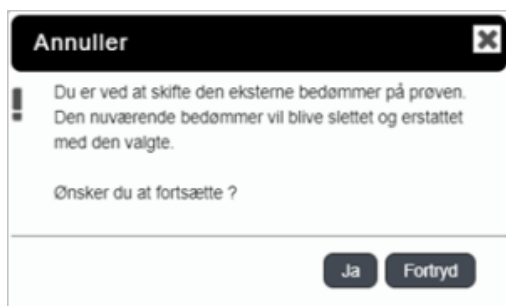 Annuller
Du er ved at skifte den eksterne bedømmer på prøven.
Den nuværende bedømmer vil blive slettet og erstattet
med den valgte.
Ønsker du at fortsætte ?
Ja Fortryd